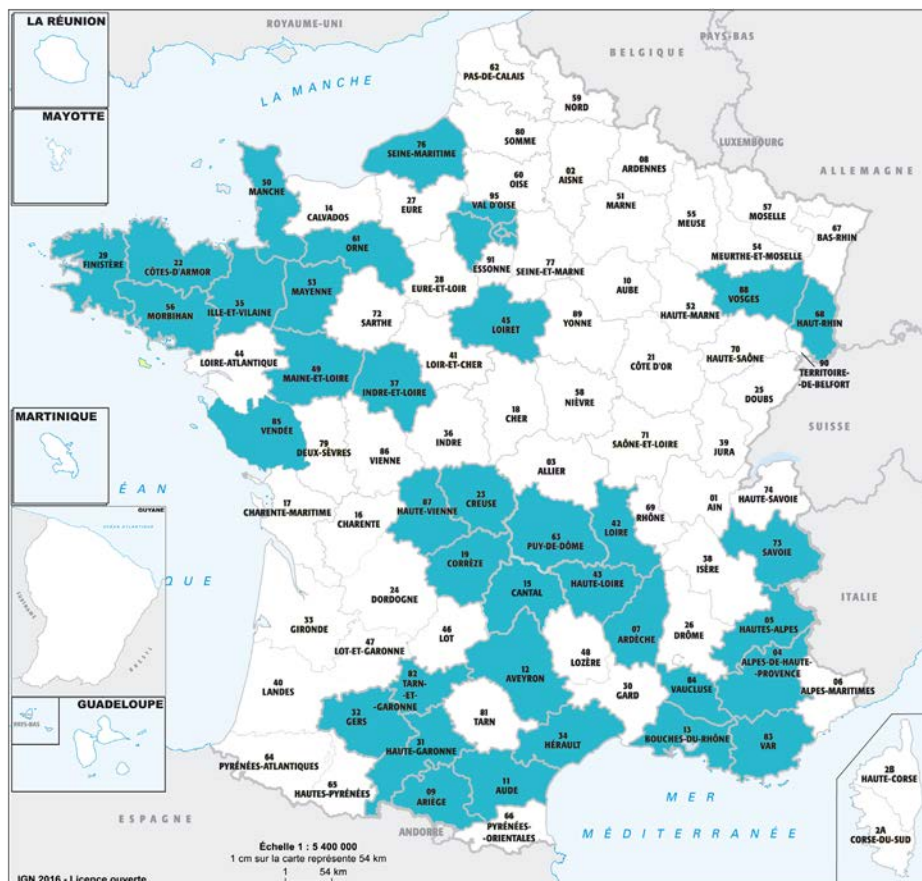 LA RÉUNION
ROYAUME-UNI
PAYS-BAS
BELGIQUE
62
PAS-DE-CALAIS
LA MANCHE
59
NORD
MAYOTTE
LUXEMBOURG
80
SOMME
76
SEINE-MARITIME
08
ARDENNES
02
AISNE
ALLEMAGNE
60
OISE
50
MANCHE
95
VAL D'OISE
27
EURE
51
MARNE
57
MOSELLE
14
CALVADOS
55
MEUSE
67
BAS-RHIN
61
ORNE
54
MEURTHE-ET-MOSELLE
29
FINISTÈRE
22
CÔTES-D'ARMOR
91
ESSONNE
77
SEINE-ET-MARNE
28
EURE-ET-LOIR
10
AUBE
88
VOSGES
53
MAYENNE
35
ILLE-ET-VILAINE
56
MORBIHAN
72
SARTHE
45
LOIRET
89
YONNE
52
HAUTE-MARNE
68
HAUT-RHIN
44
LOIRE-ATLANTIQUE
41
LOIR-ET-CHER
21
CÔTE D'OR
70
HAUTE-SAÔNE
90
TERRITOIRE-
-DE-BELFORT
49
MAINE-ET-LOIRE
37
INDRE-ET-LOIRE
25
DOUBS
58
NIÈVRE
18
CHER
MARTINIQUE
85
VENDÉE
SUISSE
79
DEUX-SÈVRES
86
VIENNE
36
INDRE
71
SAÔNE-ET-LOIRE
39
JURA
03
ALLIER
ÉAN
74
HAUTE-SAVOIE
17
CHARENTE-MARITIME
87
HAUTE-VIENNE
23
CREUSE
01
AIN
69
RHÔNE
GUYANE
OCÉAN ATLANTIQUE
16
CHARENTE
42
LOIRE
63
PUY-DE-DÔME
73
SAVOIE
38
ISÈRE
QUE
19
CORRÈZE
43
HAUTE-LOIRE
15
CANTAL
ITALIE
SURINAME
BRÉSIL
24
DORDOGNE
33
GIRONDE
46
LOT
07
ARDÈCHE
26
DRÔME
05
HAUTES-ALPES
47
LOT-ET-GARONNE
48
LOZÈRE
04
ALPES-DE-HAUTE-
-PROVENCE
12
AVEYRON
82
TARN-
-ET-
-GARONNE
40
LANDES
30
GARD
84
VAUCLUSE
06
ALPES-MARITIMES
GUADELOUPE
PAYS-BAS
32
GERS
81
TARN
34
HÉRAULT
13
BOUCHES-DU-RHÔNE
83
VAR
31
HAUTE-GARONNE
64
PYRÉNÉES-ATLANTIQUES
65
HAUTES-PYRÉNÉES
09
ARIÈGE
11
AUDE
2B
HAUTE-CORSE
MER
MÉDITERRANÉE
ESPAGNE
ANDORRE
66
PYRÉNÉES-
-ORIENTALES
2A
CORSE-DU-SUD
Échelle 1 : 5 400 000
1 cm sur la carte représente 54 km
1 54 km
IGN 2016 - Licence ouverte